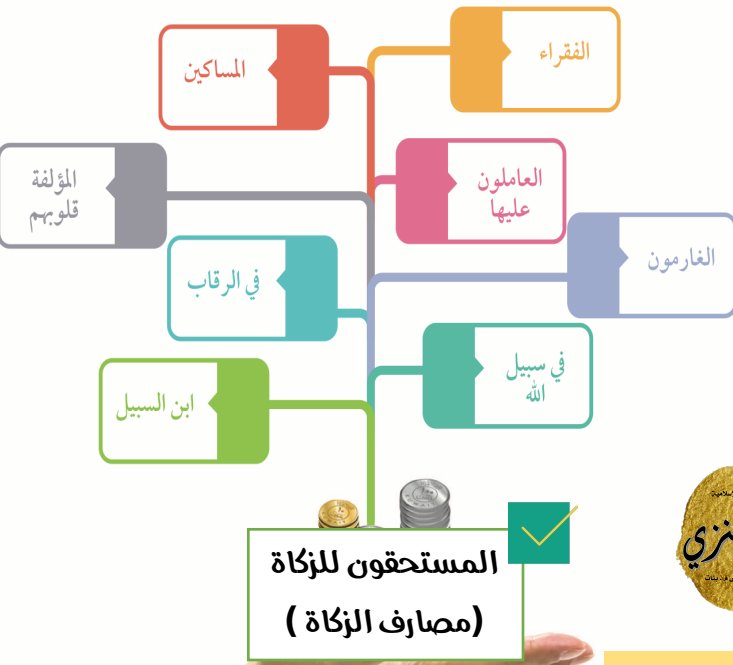 الفقراء
المساكين
العاملون
عليها
المؤلفة
قلوبهم
الغارمون
في الرقاب
في سبيل
الله
ابن السبيل
المستحقون للزكاة
(مصارف الزكاة )